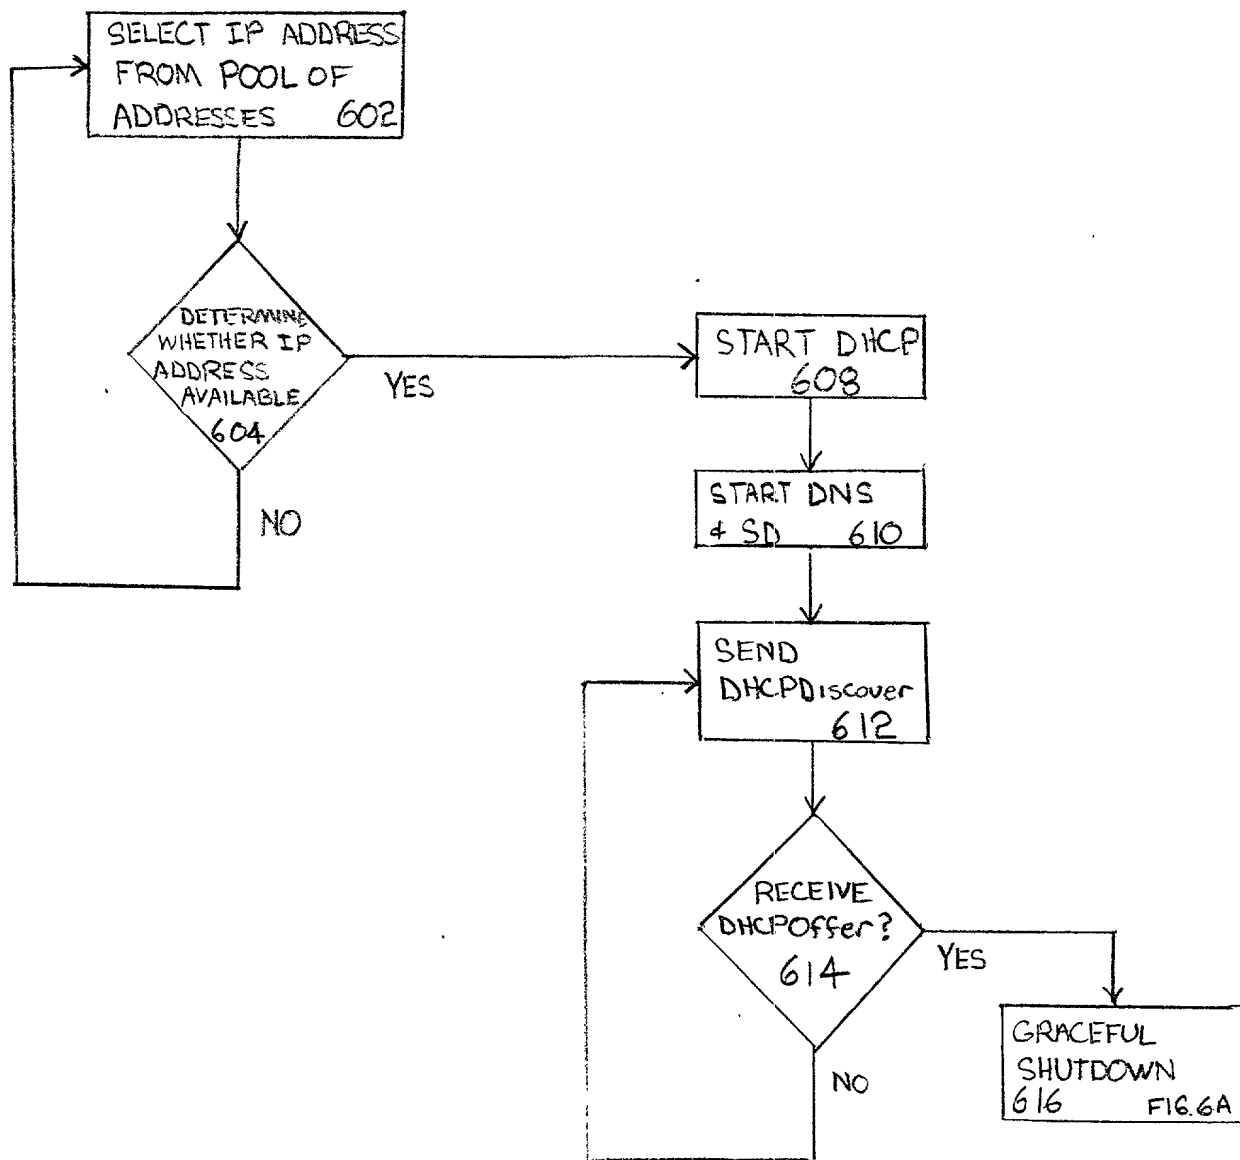 SELECT IP ADDRESS
FROM POOL OF
ADDRESSES 602
DETERMINE
WHETHER IP
ADDRESS
AVAILABLE
604
YES
NO
START DHCP
608
START DNS
& SD 610
SEND
DHCPDiscover
612
RECEIVE
DHCPOffer?
614
YES
NO
GRACEFUL
SHUTDOWN
616 FIG.6A